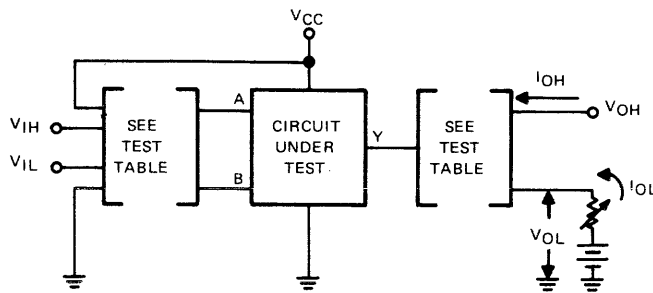 VCC
A
IOH
VIH
SEE
TEST
TABLE
CIRCUIT
UNDER
TEST.
Y
SEE
TEST
TABLE
VOH
VIL
B
IOL
VOL